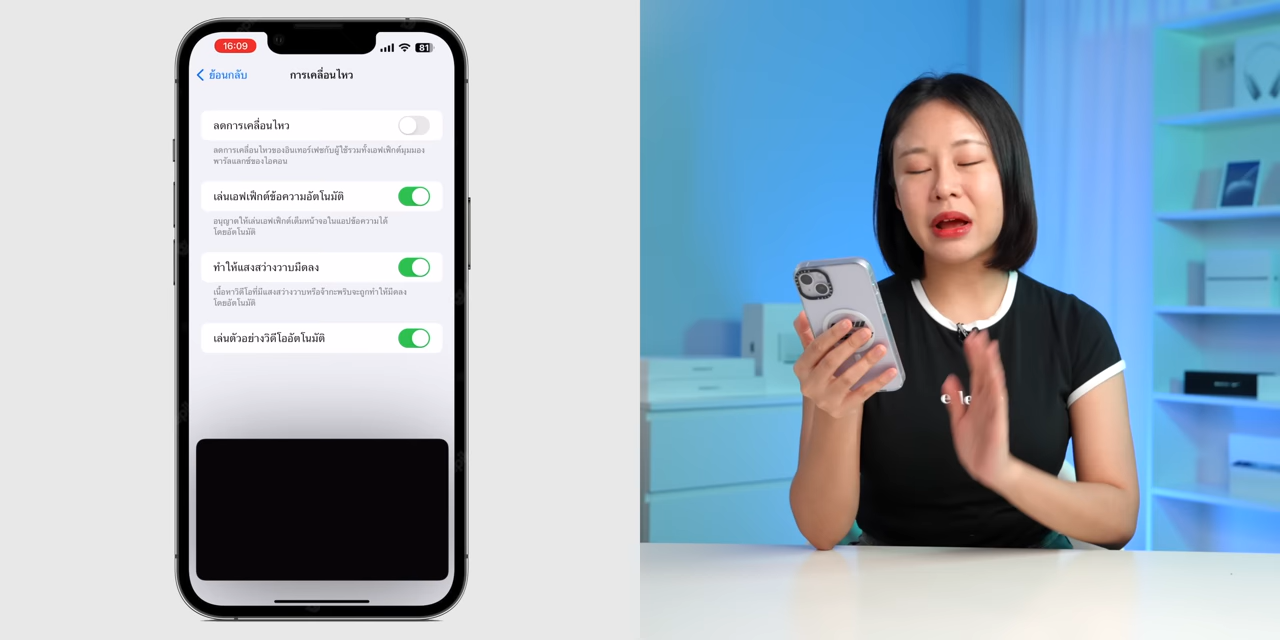 16:09
81
ย้อนกลับ
การเคลื่อนไหว
ลดการเคลื่อนไหว
ลดการเคลื่อนไหวของอินเทอร์เฟซกับผู้ใช้รวมทั้งเอฟเฟ็กต์มุมมอง
พารัลแลกซ์ของไอคอน
เล่นเอฟเฟ็กต์ข้อความอัตโนมัติ
อนุญาตให้เล่นเอฟเฟ็กต์เต็มหน้าจอในแอปข้อความได้
โดยอัตโนมัติ
ทำให้แสงสว่างวาบมืดลง
เนื้อหาวิดีโอที่มีแสงสว่างวาบหรือจ้ากะพริบจะถูกทำให้มืดลง
โดยอัตโนมัติ
เล่นตัวอย่างวิดีโออัตโนมัติ